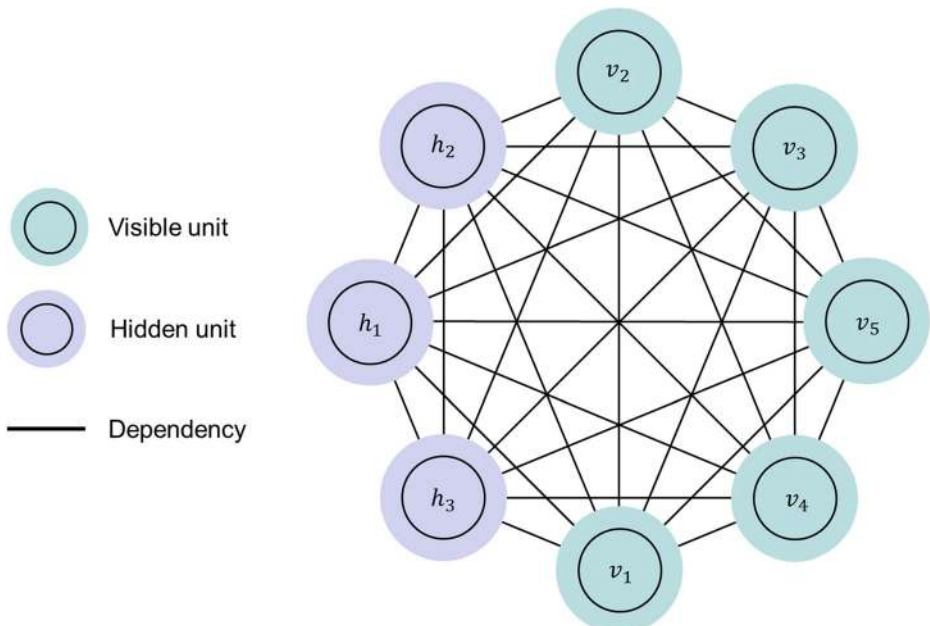 v₂
h₂
v₃
Visible unit
Hidden unit
h₁
v₅
Dependency
h₃
v₄
v₁